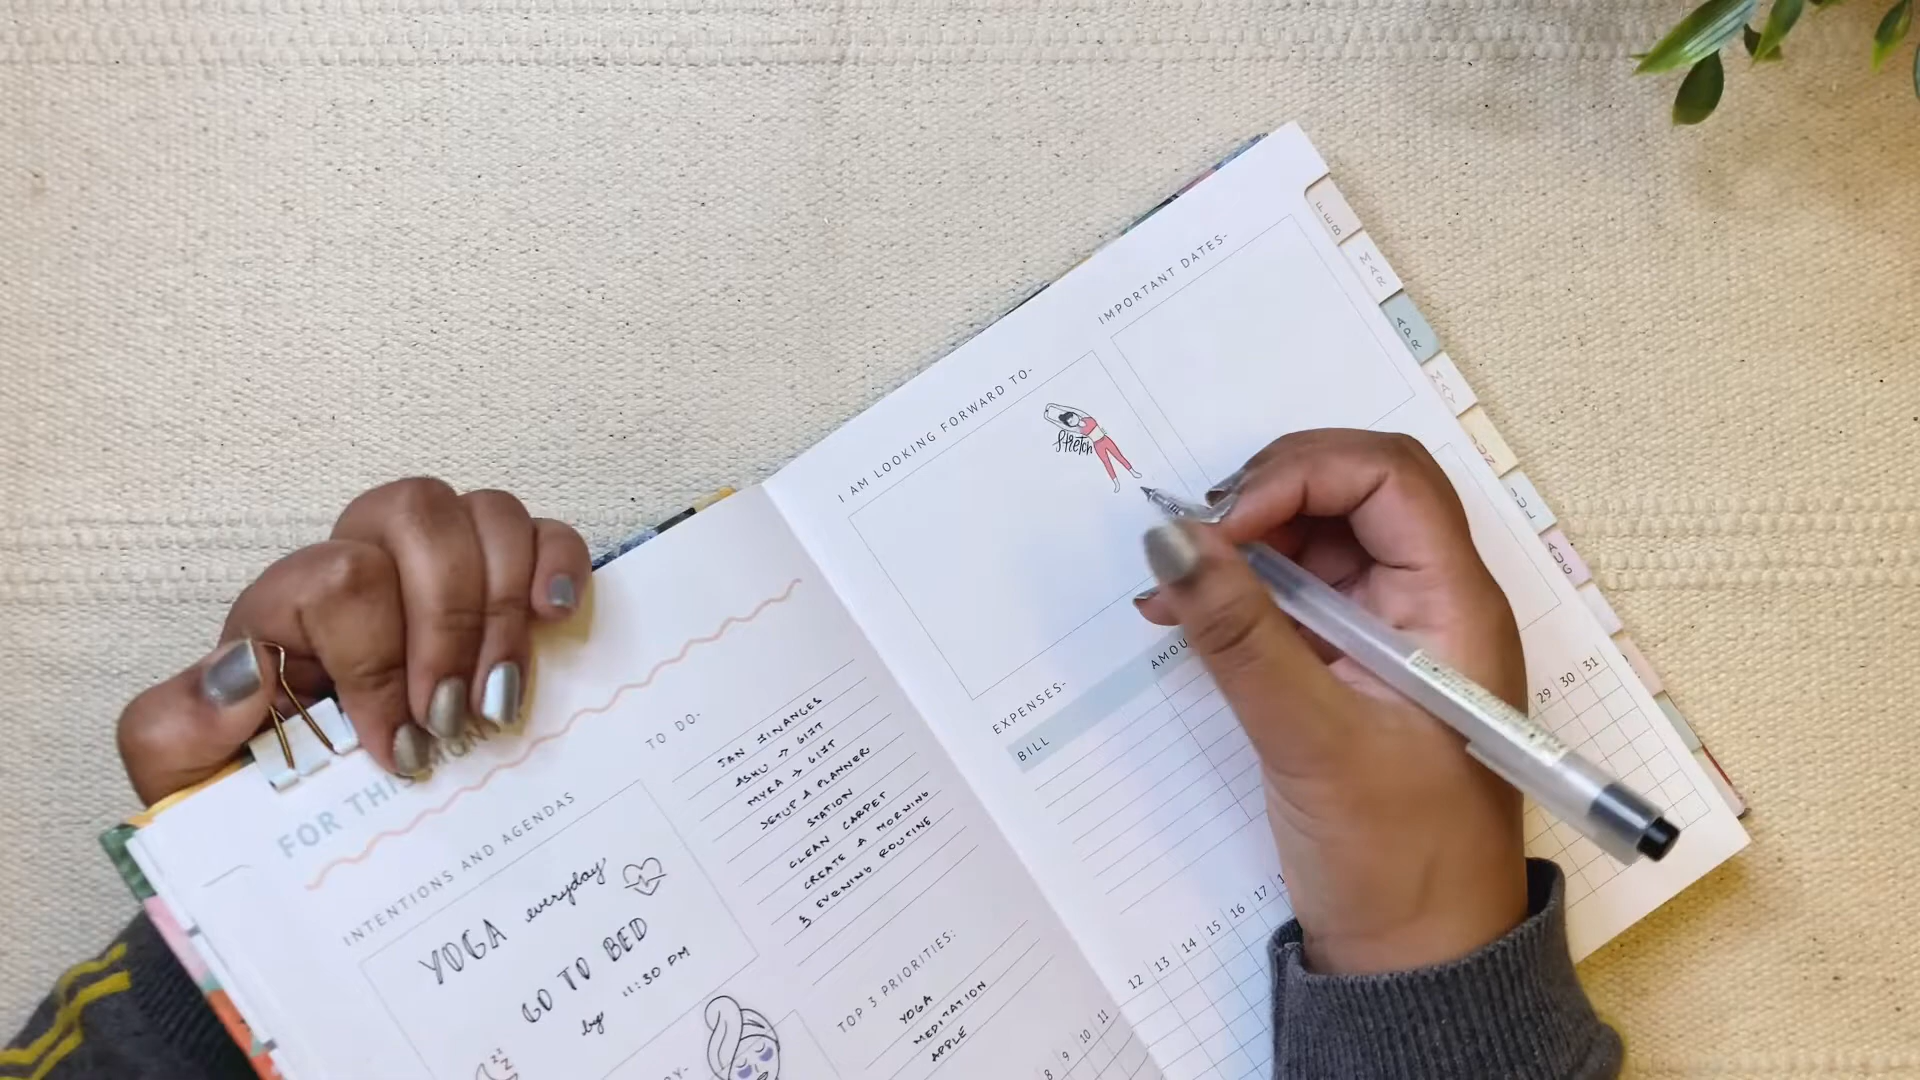 FOR THIS MON
INTENTIONS AND AGENDAS
YOGA everyday
GO TO BED
by 11:30 PM
TO DO-
JAN FINANCES
ASHU → GIFT
MYRA → GIFT
SETUP A PLANNER
STATION
CLEAN CARPET
CREATE A MORNING
& EVENING ROUTINE
TOP 3 PRIORITIES:
YOGA
MEDITATION
APPLE
I AM LOOKING FORWARD TO-
Stretch
IMPORTANT DATES-
EXPENSES-
BILL AMOU
8 9 10 11 12 13 14 15 16 17 29 30 31
FEB
MAR
APR
MAY
JUN
JUL
AUG